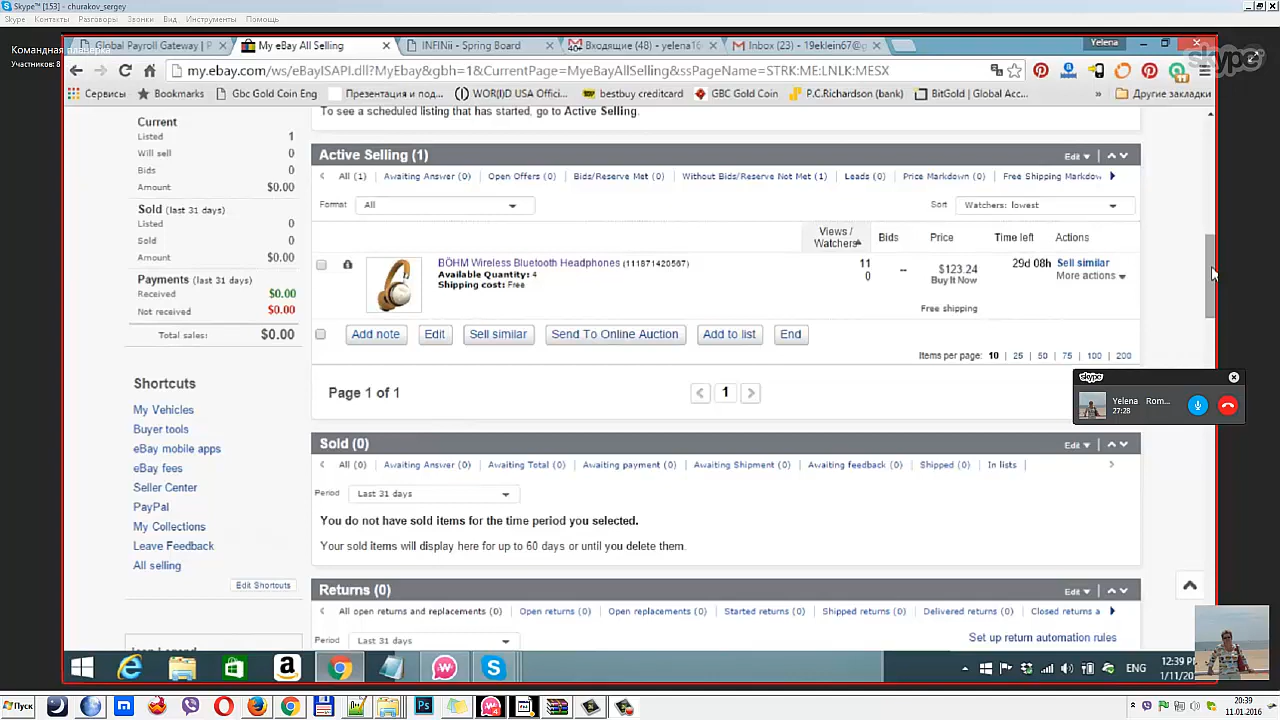 Skype™ [153] - churakov_sergey
Skype Контакты Разговоры Звонки Вид Инструменты Помощь
Командная планерка
Участников: 8
Global Payroll Gateway | P
My eBay All Selling
INFINii - Spring Board
Входящие (48) - yelena16
Inbox (23) - 19eklein67@g
Yelena
my.ebay.com/ws/eBayISAPI.dll?MyEbay&gbh=1&CurrentPage=MyeBayAllSelling&ssPageName=STRK:ME:LNLK:MESX
Сервисы
Bookmarks
Gbc Gold Coin Eng
Презентация и под...
WOR(I)D USA Offici...
bestbuy creditcard
GBC Gold Coin
P.C.Richardson (bank)
BitGold | Global Acc...
»
Другие закладки
skype
To see a scheduled listing that has started, go to Active Selling.
Current
Listed 1
Will sell 0
Bids 0
Amount $0.00
Sold (last 31 days)
Listed 0
Sold 0
Amount $0.00
Payments (last 31 days)
Received $0.00
Not received $0.00
Total sales: $0.00
Shortcuts
My Vehicles
Buyer tools
eBay mobile apps
eBay fees
Seller Center
PayPal
My Collections
Leave Feedback
All selling
Edit Shortcuts
Active Selling (1)
Edit
All (1) Awaiting Answer (0) Open Offers (0) Bids/Reserve Met (0) Without Bids/Reserve Not Met (1) Leads (0) Price Markdown (0) Free Shipping Markdow
Format All
Sort Watchers: lowest
Views / Watchers Bids Price Time left Actions
BÖHM Wireless Bluetooth Headphones (111871420567)
Available Quantity: 4
Shipping cost: Free
11
0
--
$123.24
Buy It Now
Free shipping
29d 08h
Sell similar
More actions
Add note Edit Sell similar Send To Online Auction Add to list End
Items per page: 10 | 25 | 50 | 75 | 100 | 200
Page 1 of 1
1
skype
Yelena Rom...
27:28
Sold (0)
Edit
All (0) Awaiting Answer (0) Awaiting Total (0) Awaiting payment (0) Awaiting Shipment (0) Awaiting feedback (0) Shipped (0) In lists
Period Last 31 days
You do not have sold items for the time period you selected.
Your sold items will display here for up to 60 days or until you delete them.
Returns (0)
Edit
All open returns and replacements (0) Open returns (0) Open replacements (0) Started returns (0) Shipped returns (0) Delivered returns (0) Closed returns a
Period Last 31 days
Set up return automation rules
ENG
12:39 PM
Пуск
20:39
11.01.2016